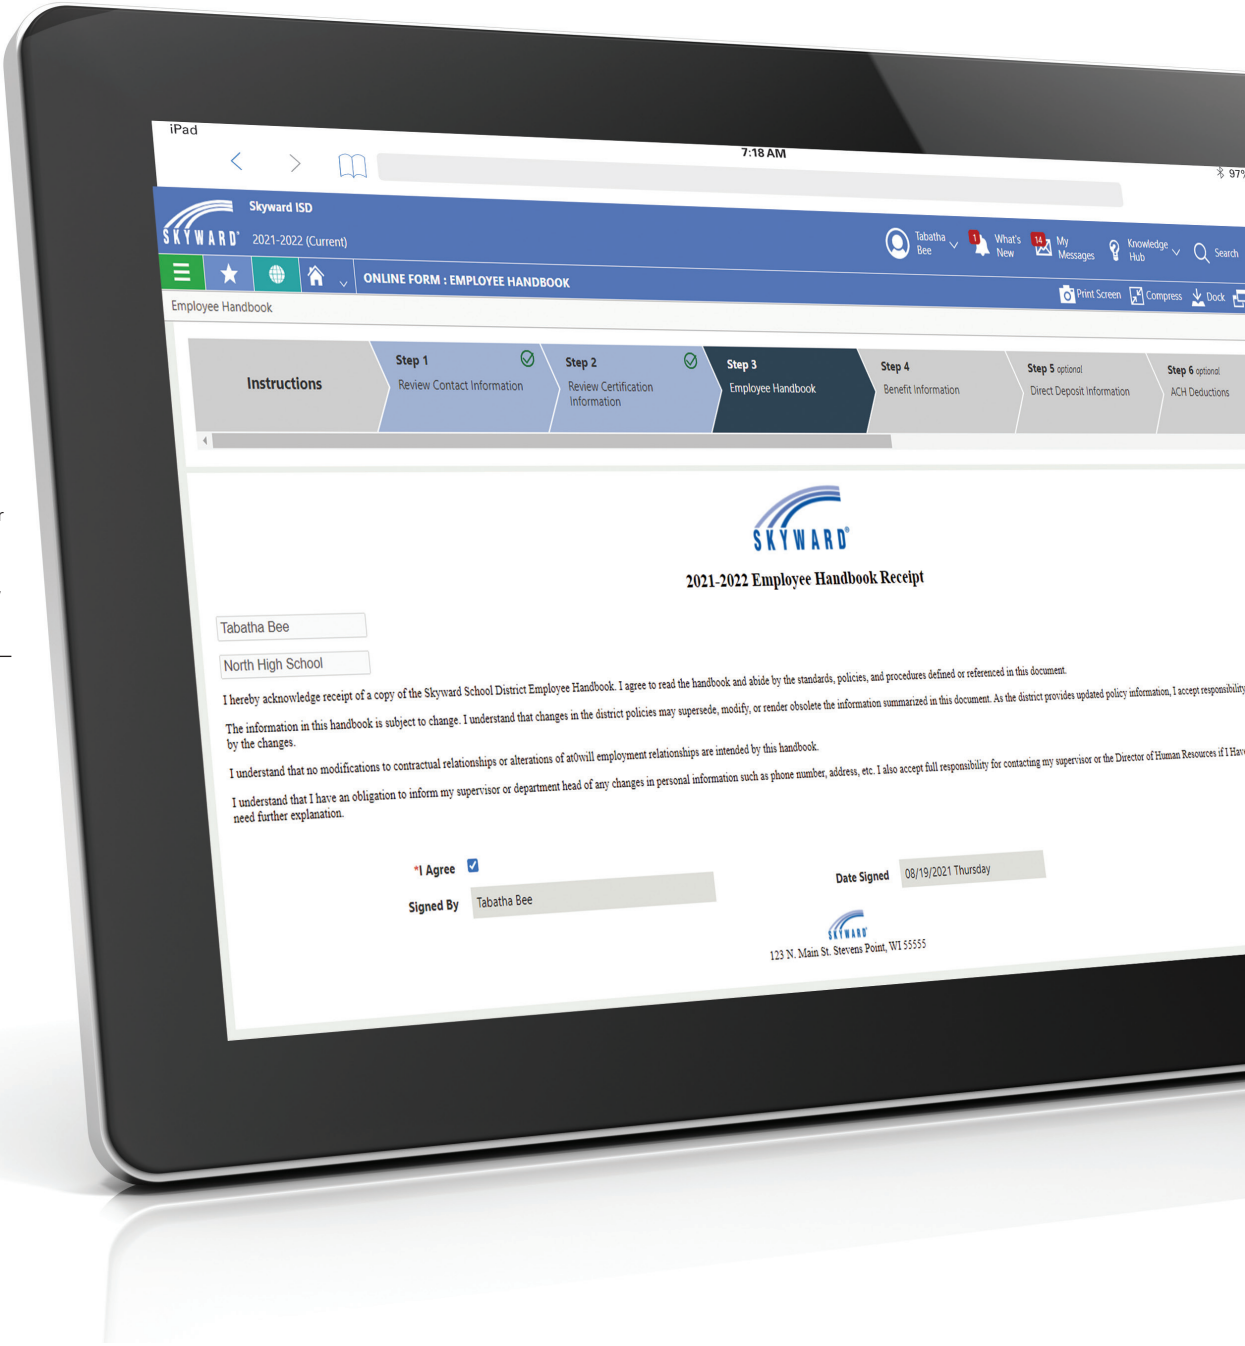 iPad
7:18 AM
97%
SKYWARD
Skyward ISD
2021-2022 (Current)
Tabatha Bee
1
What's New
14
My Messages
Knowledge Hub
Search
ONLINE FORM : EMPLOYEE HANDBOOK
Print Screen
Compress
Dock
Employee Handbook
Instructions
Step 1
Review Contact Information
Step 2
Review Certification
Information
Step 3
Employee Handbook
Step 4
Benefit Information
Step 5 optional
Direct Deposit Information
Step 6 optional
ACH Deductions
r
SKYWARD®
2021-2022 Employee Handbook Receipt
Tabatha Bee
North High School
I hereby acknowledge receipt of a copy of the Skyward School District Employee Handbook. I agree to read the handbook and abide by the standards, policies, and procedures defined or referenced in this document.
The information in this handbook is subject to change. I understand that changes in the district policies may supersede, modify, or render obsolete the information summarized in this document. As the district provides updated policy information, I accept responsibility
by the changes.
I understand that no modifications to contractual relationships or alterations of at0will employment relationships are intended by this handbook.
I understand that I have an obligation to inform my supervisor or department head of any changes in personal information such as phone number, address, etc. I also accept full responsibility for contacting my supervisor or the Director of Human Resources if I Have
need further explanation.
*I Agree
Signed By
Tabatha Bee
Date Signed
08/19/2021 Thursday
SKYWARD
123 N. Main St. Stevens Point, WI 55555